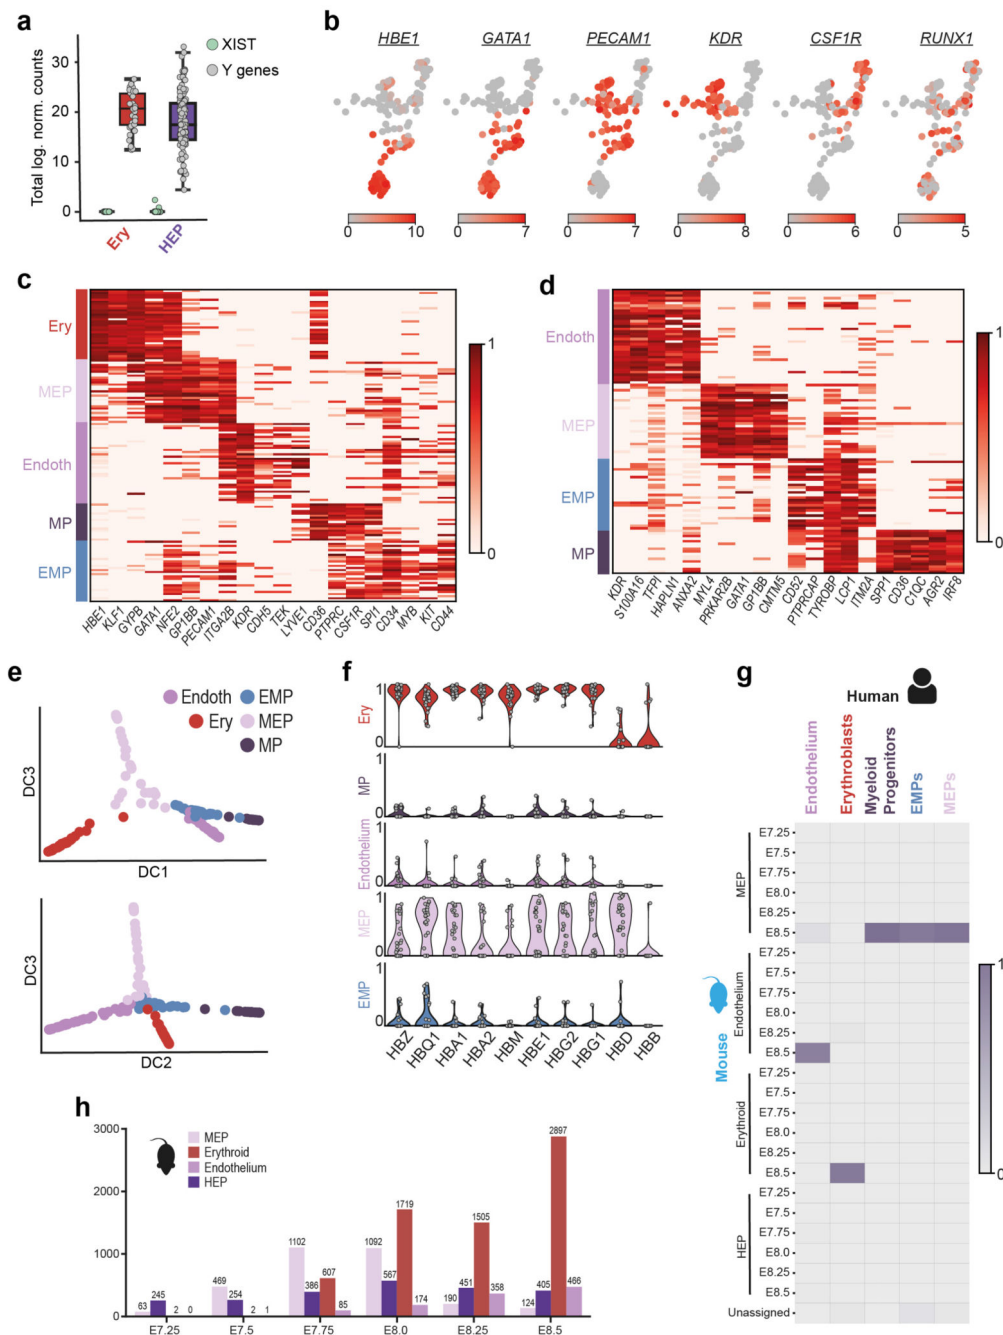 a
XIST
Y genes
Total log. norm. counts
30
20
10
0
Ery
HEP
b
HBE1 GATA1 PECAM1 KDR CSF1R RUNX1
0 10 0 7 0 7 0 8 0 6 0 5
c
Ery
MEP
Endoth
MP
EMP
1
0
HBE1 KLF1 GYPB GATA1 NFE2 GP1BB PECAM1 ITGA2B KDR CDH5 TEK LYVE1 CD36 PTPRC CSF1R SPI1 CD34 MYB KIT CD44
d
Endoth
MEP
EMP
MP
1
0
KDR S100A16 TFPI HAPLN1 ANXA2 MYL4 PRKAR2B GATA1 GP1BB CMTM5 CD52 PTPRCAP TYROBP LCP1 ITM2A SPP1 CD36 C1QC AGR2 IRF8
e
Endoth EMP
Ery MEP
MP
DC3
DC1
DC3
DC2
f
Ery
1
0
MP
1
0
Endothelium
1
0
MEP
1
0
EMP
1
0
HBZ HBQ1 HBA1 HBA2 HBM HBE1 HBG2 HBG1 HBD HBB
g
Human
Endothelium
Erythroblasts
Myeloid
Progenitors
EMPs
MEPs
Mouse
MEP
E7.25
E7.5
E7.75
E8.0
E8.25
E8.5
Endothelium
E7.25
E7.5
E7.75
E8.0
E8.25
E8.5
Erythroid
E7.25
E7.5
E7.75
E8.0
E8.25
E8.5
HEP
E7.25
E7.5
E7.75
E8.0
E8.25
E8.5
Unassigned
1
0
h
MEP
Erythroid
Endothelium
HEP
3000
2000
1000
0
63 245 2 0
469 254 2 1
1102 386 607 85
1092 567 1719 174
190 451 1505 358
124 405 2897 466
E7.25 E7.5 E7.75 E8.0 E8.25 E8.5